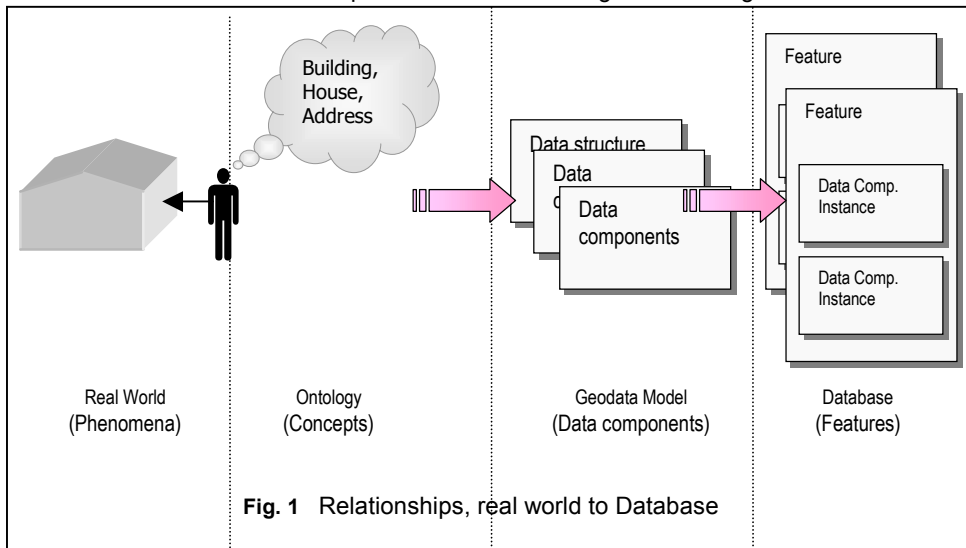 Building,
House,
Address
Data structure
Data
Data
components
Feature
Feature
Data Comp.
Instance
Data Comp.
Instance
Real World
(Phenomena)
Ontology
(Concepts)
Geodata Model
(Data components)
Database
(Features)
Fig. 1 Relationships, real world to Database